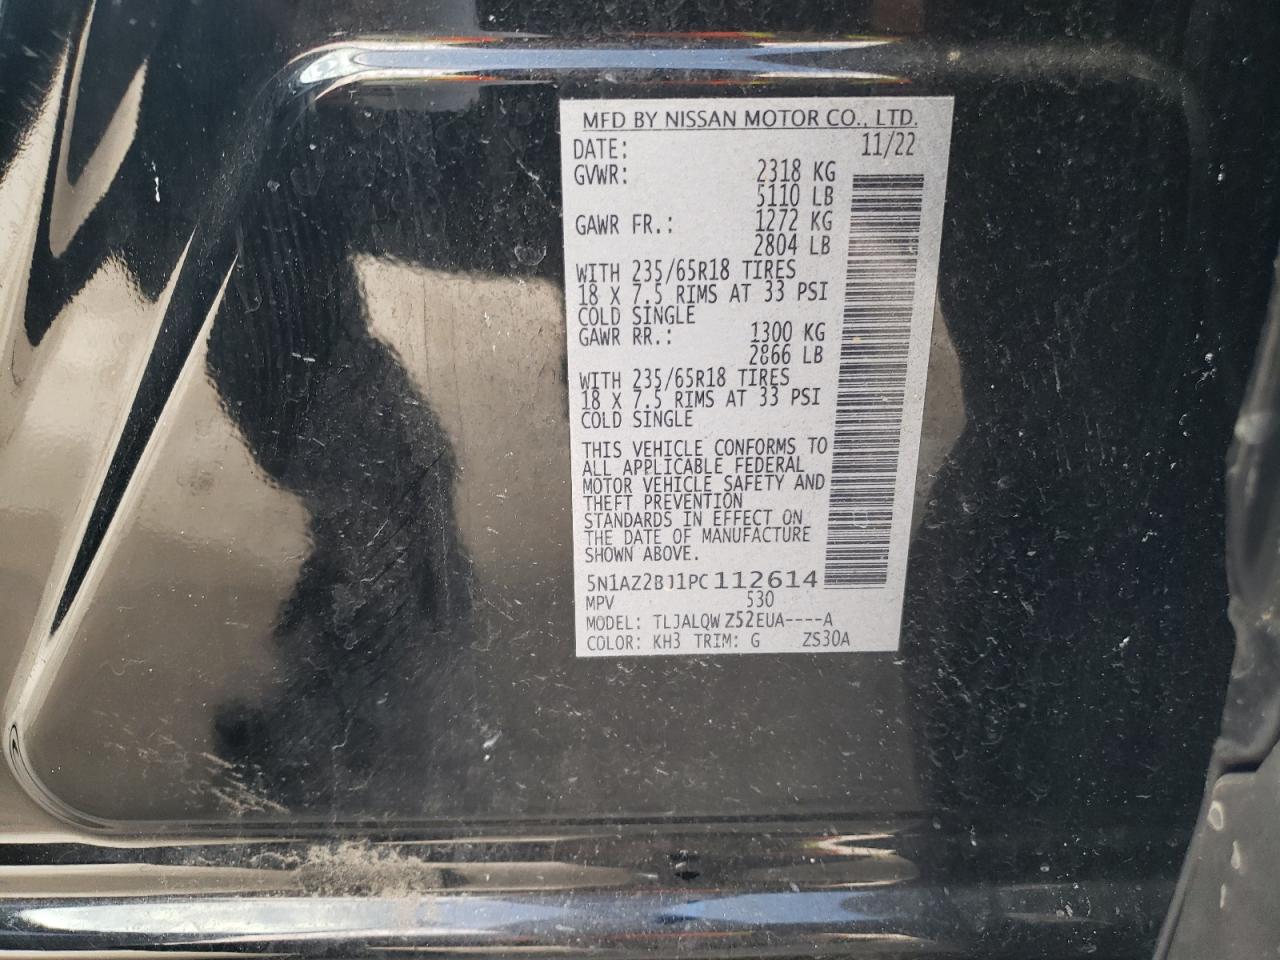 MFD BY NISSAN MOTOR CO., LTD.
DATE: 11/22
GVWR: 2318 KG
5110 LB
GAWR FR.: 1272 KG
2804 LB
WITH 235/65R18 TIRES
18 X 7.5 RIMS AT 33 PSI
COLD SINGLE
GAWR RR.: 1300 KG
2866 LB
WITH 235/65R18 TIRES
18 X 7.5 RIMS AT 33 PSI
COLD SINGLE
THIS VEHICLE CONFORMS TO
ALL APPLICABLE FEDERAL
MOTOR VEHICLE SAFETY AND
THEFT PREVENTION
STANDARDS IN EFFECT ON
THE DATE OF MANUFACTURE
SHOWN ABOVE.
5N1AZ2BJ1PC112614
MPV 530
MODEL: TLJALQWZ52EUA----A
COLOR: KH3 TRIM: G ZS30A